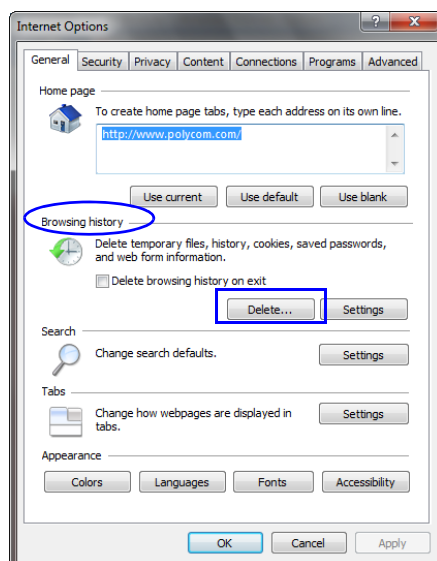 Internet Options
?
X
General Security Privacy Content Connections Programs Advanced
Home page
To create home page tabs, type each address on its own line.
http://www.polycom.com/
Use current Use default Use blank
Browsing history
Delete temporary files, history, cookies, saved passwords,
and web form information.
Delete browsing history on exit
Delete... Settings
Search
Change search defaults. Settings
Tabs
Change how webpages are displayed in Settings
tabs.
Appearance
Colors Languages Fonts Accessibility
OK Cancel Apply